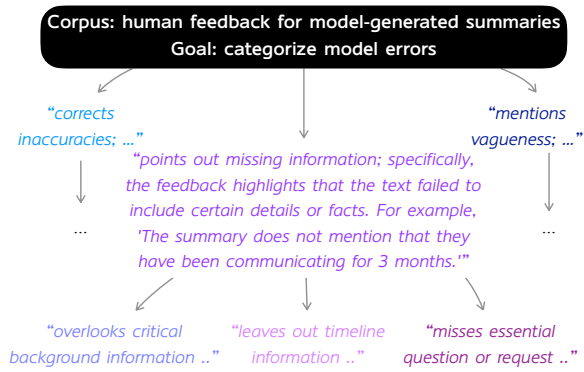 Corpus: human feedback for model-generated summaries
Goal: categorize model errors
“corrects
inaccuracies; ...”
“mentions
vagueness; ...”
“points out missing information; specifically,
the feedback highlights that the text failed to
include certain details or facts. For example,
'The summary does not mention that they
have been communicating for 3 months.'”
...
...
“overlooks critical
background information ..”
“leaves out timeline
information ..”
“misses essential
question or request ..”